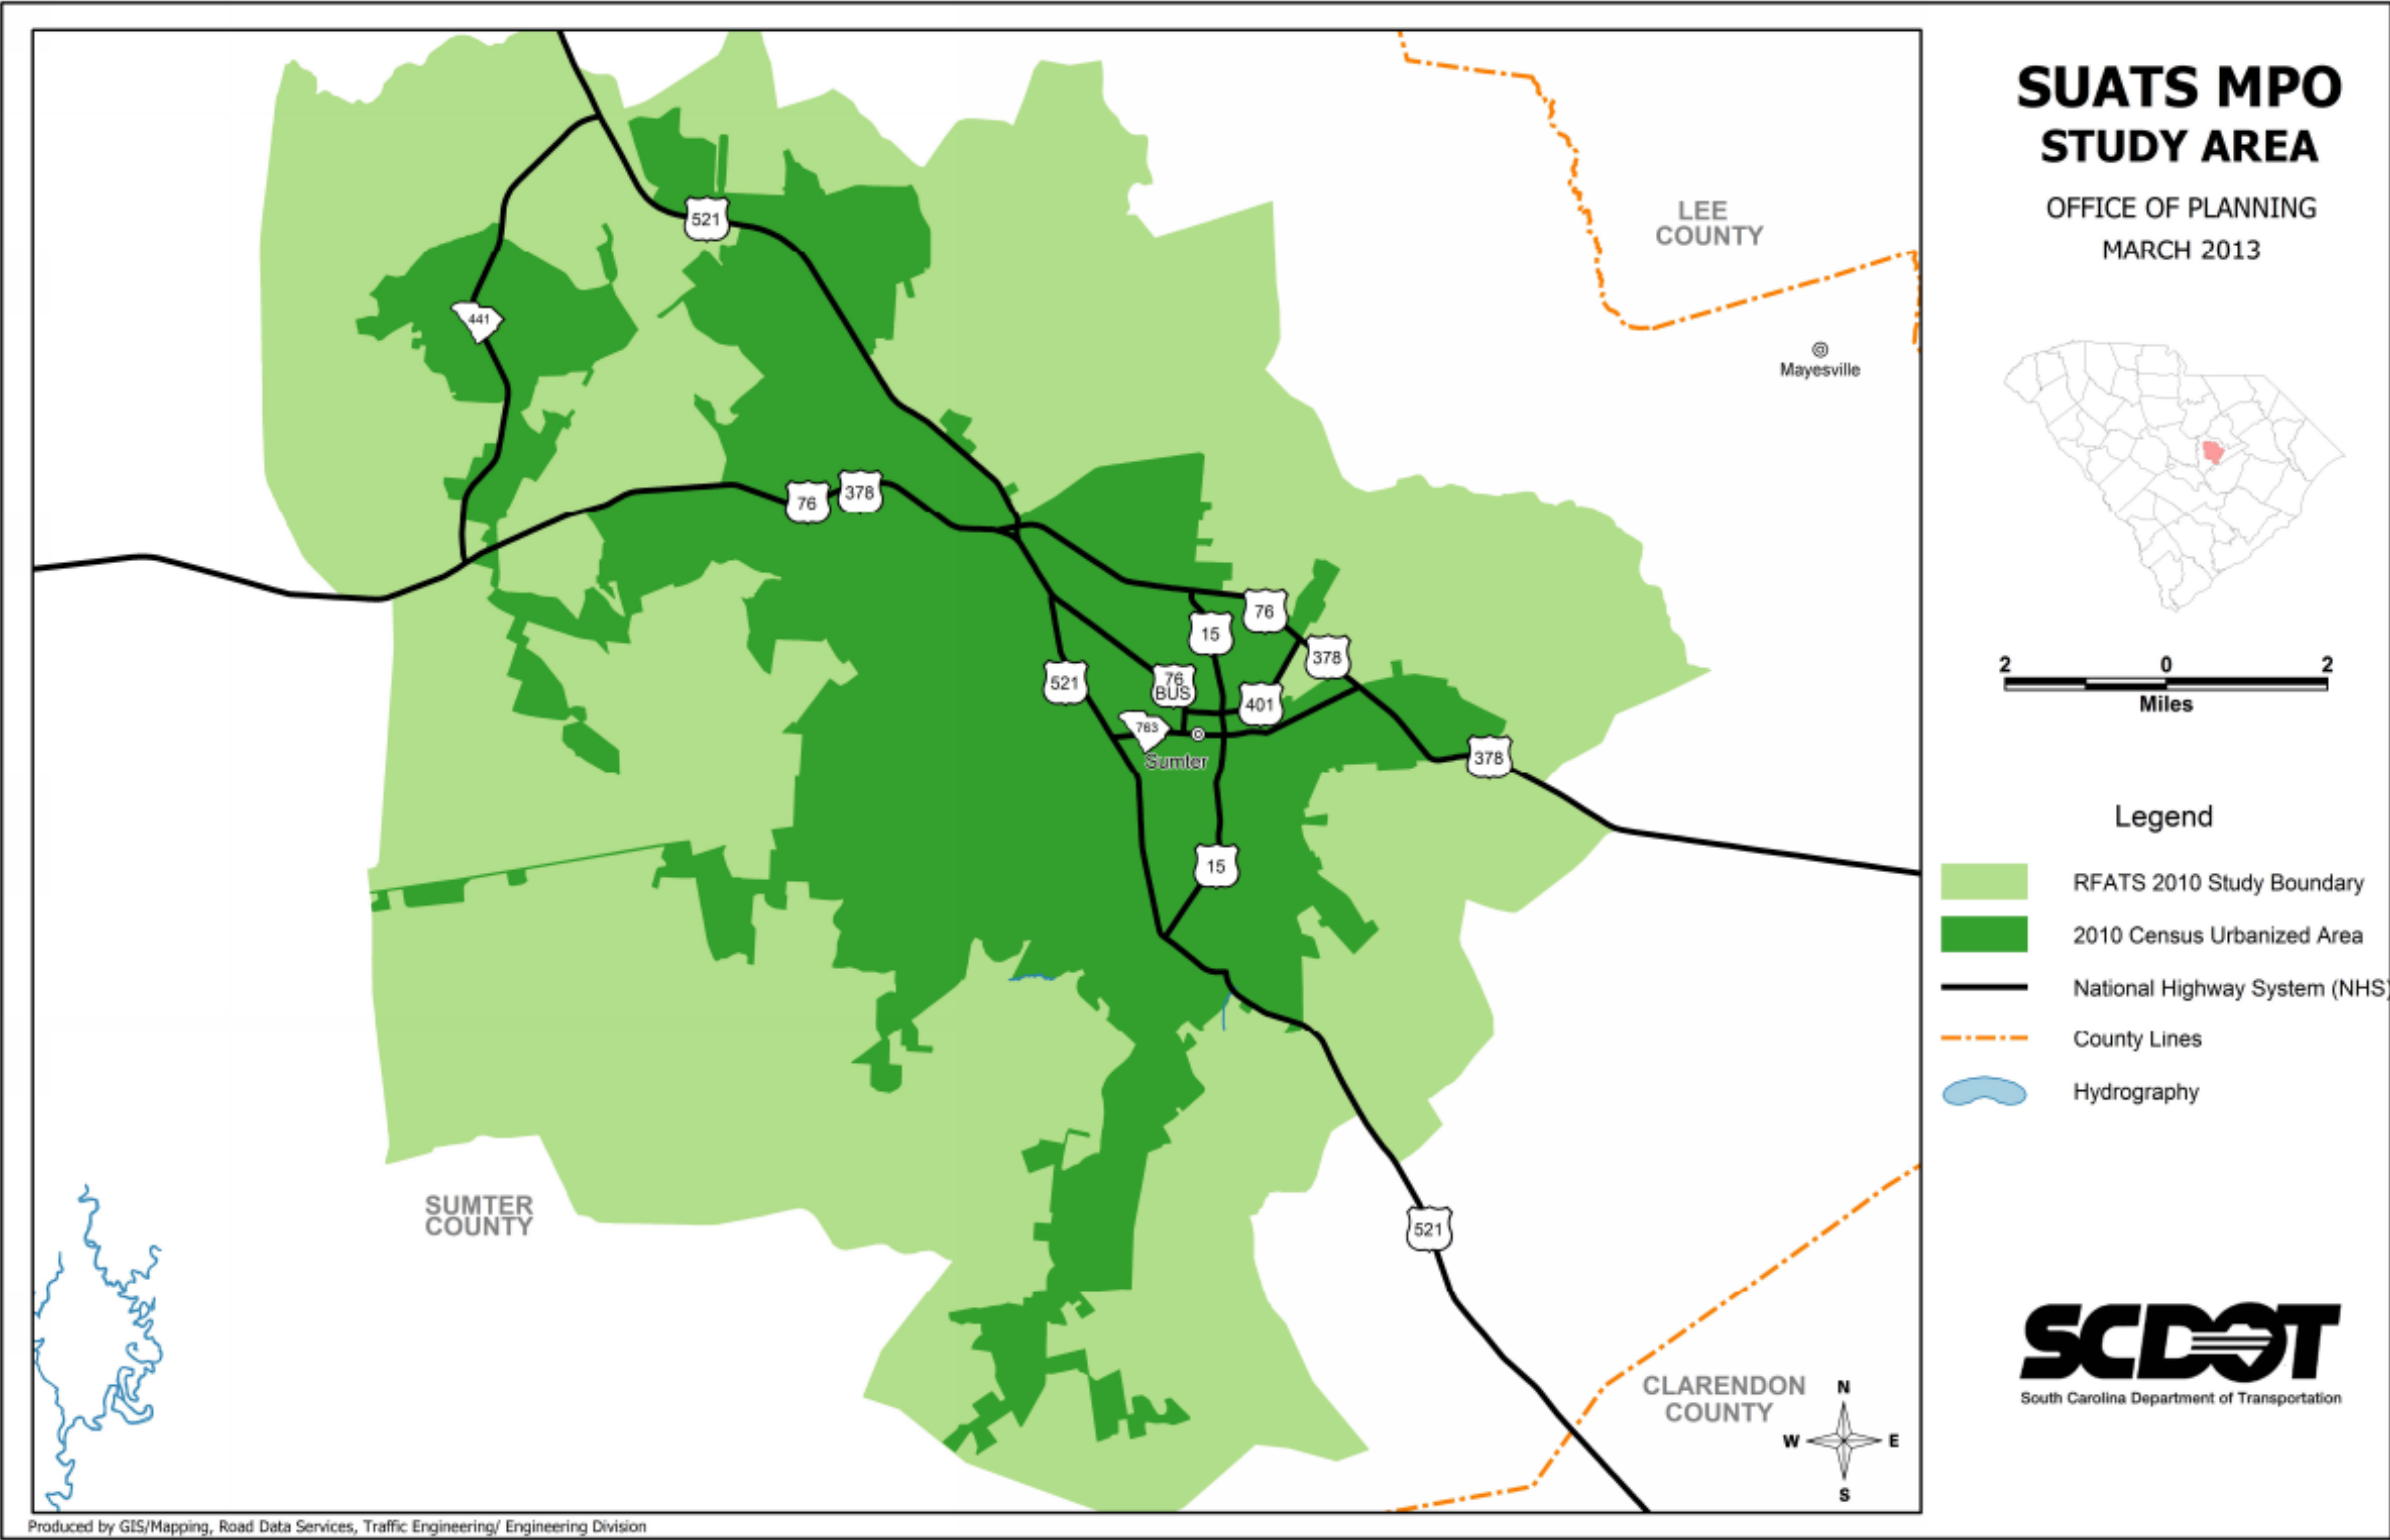 SUATS MPO
STUDY AREA
OFFICE OF PLANNING
MARCH 2013
LEE
COUNTY
521
441
Mayesville
76
378
76
15
378
521
76
BUS
401
763
Sumter
378
15
2 0 2
Miles
Legend
RFATS 2010 Study Boundary
2010 Census Urbanized Area
National Highway System (NHS)
County Lines
Hydrography
SUMTER
COUNTY
521
CLARENDON
COUNTY
N
W E
S
SCDOT
South Carolina Department of Transportation
Produced by GIS/Mapping, Road Data Services, Traffic Engineering/ Engineering Division